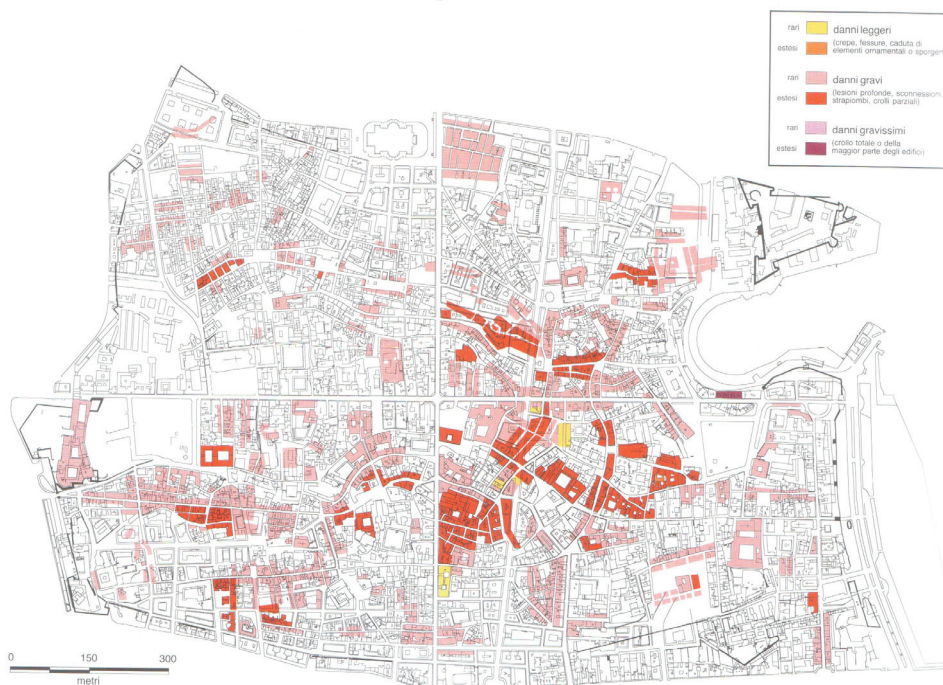 rari danni leggeri
estesi (crepe, fessure, caduta di
elementi ornamentali o sporgen
rari danni gravi
estesi (lesioni profonde, sconnessioni,
strapiombi, crolli parziali)
rari danni gravissimi
estesi (crollo totale o della
maggior parte degli edifici)
0 150 300
metri